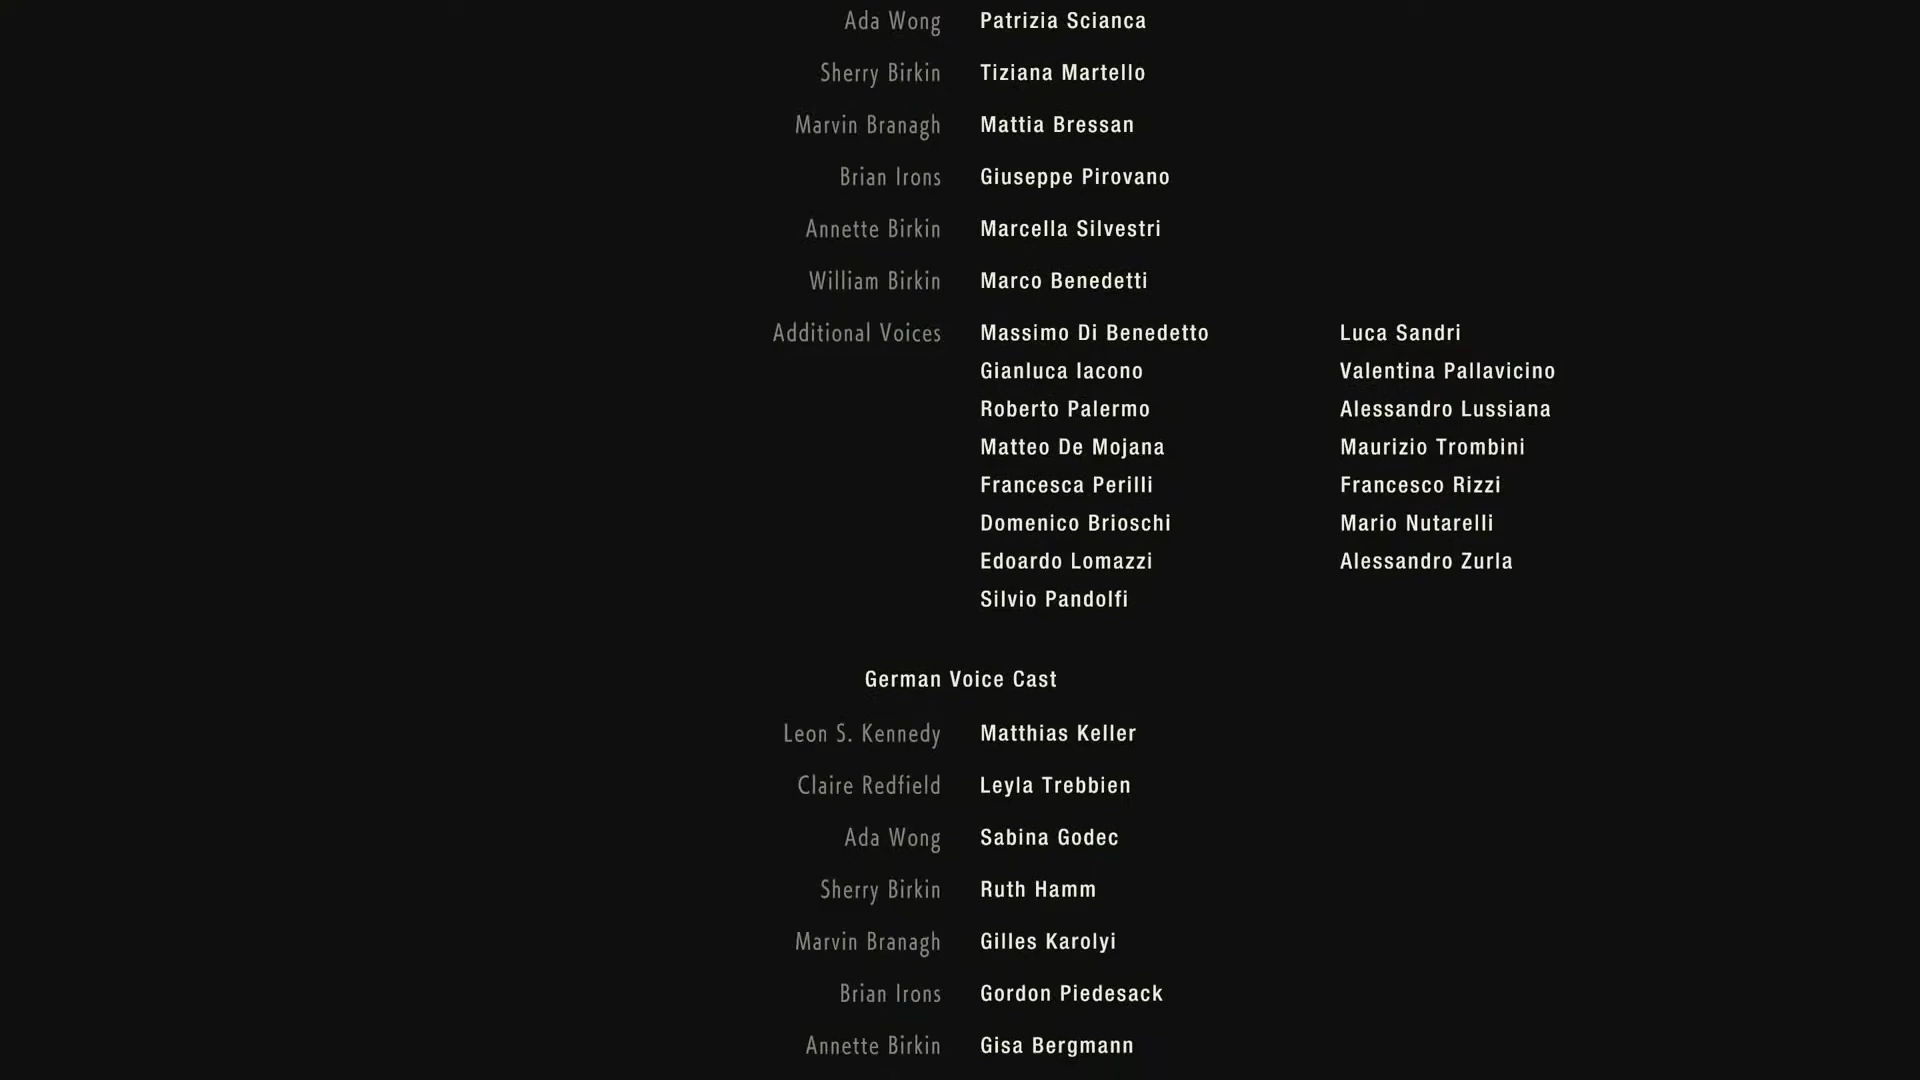 Ada Wong Patrizia Scianca
Sherry Birkin Tiziana Martello
Marvin Branagh Mattia Bressan
Brian Irons Giuseppe Pirovano
Annette Birkin Marcella Silvestri
William Birkin Marco Benedetti
Additional Voices Massimo Di Benedetto Luca Sandri
Gianluca Iacono Valentina Pallavicino
Roberto Palermo Alessandro Lussiana
Matteo De Mojana Maurizio Trombini
Francesca Perilli Francesco Rizzi
Domenico Brioschi Mario Nutarelli
Edoardo Lomazzi Alessandro Zurla
Silvio Pandolfi
German Voice Cast
Leon S. Kennedy Matthias Keller
Claire Redfield Leyla Trebbien
Ada Wong Sabina Godec
Sherry Birkin Ruth Hamm
Marvin Branagh Gilles Karolyi
Brian Irons Gordon Piedesack
Annette Birkin Gisa Bergmann